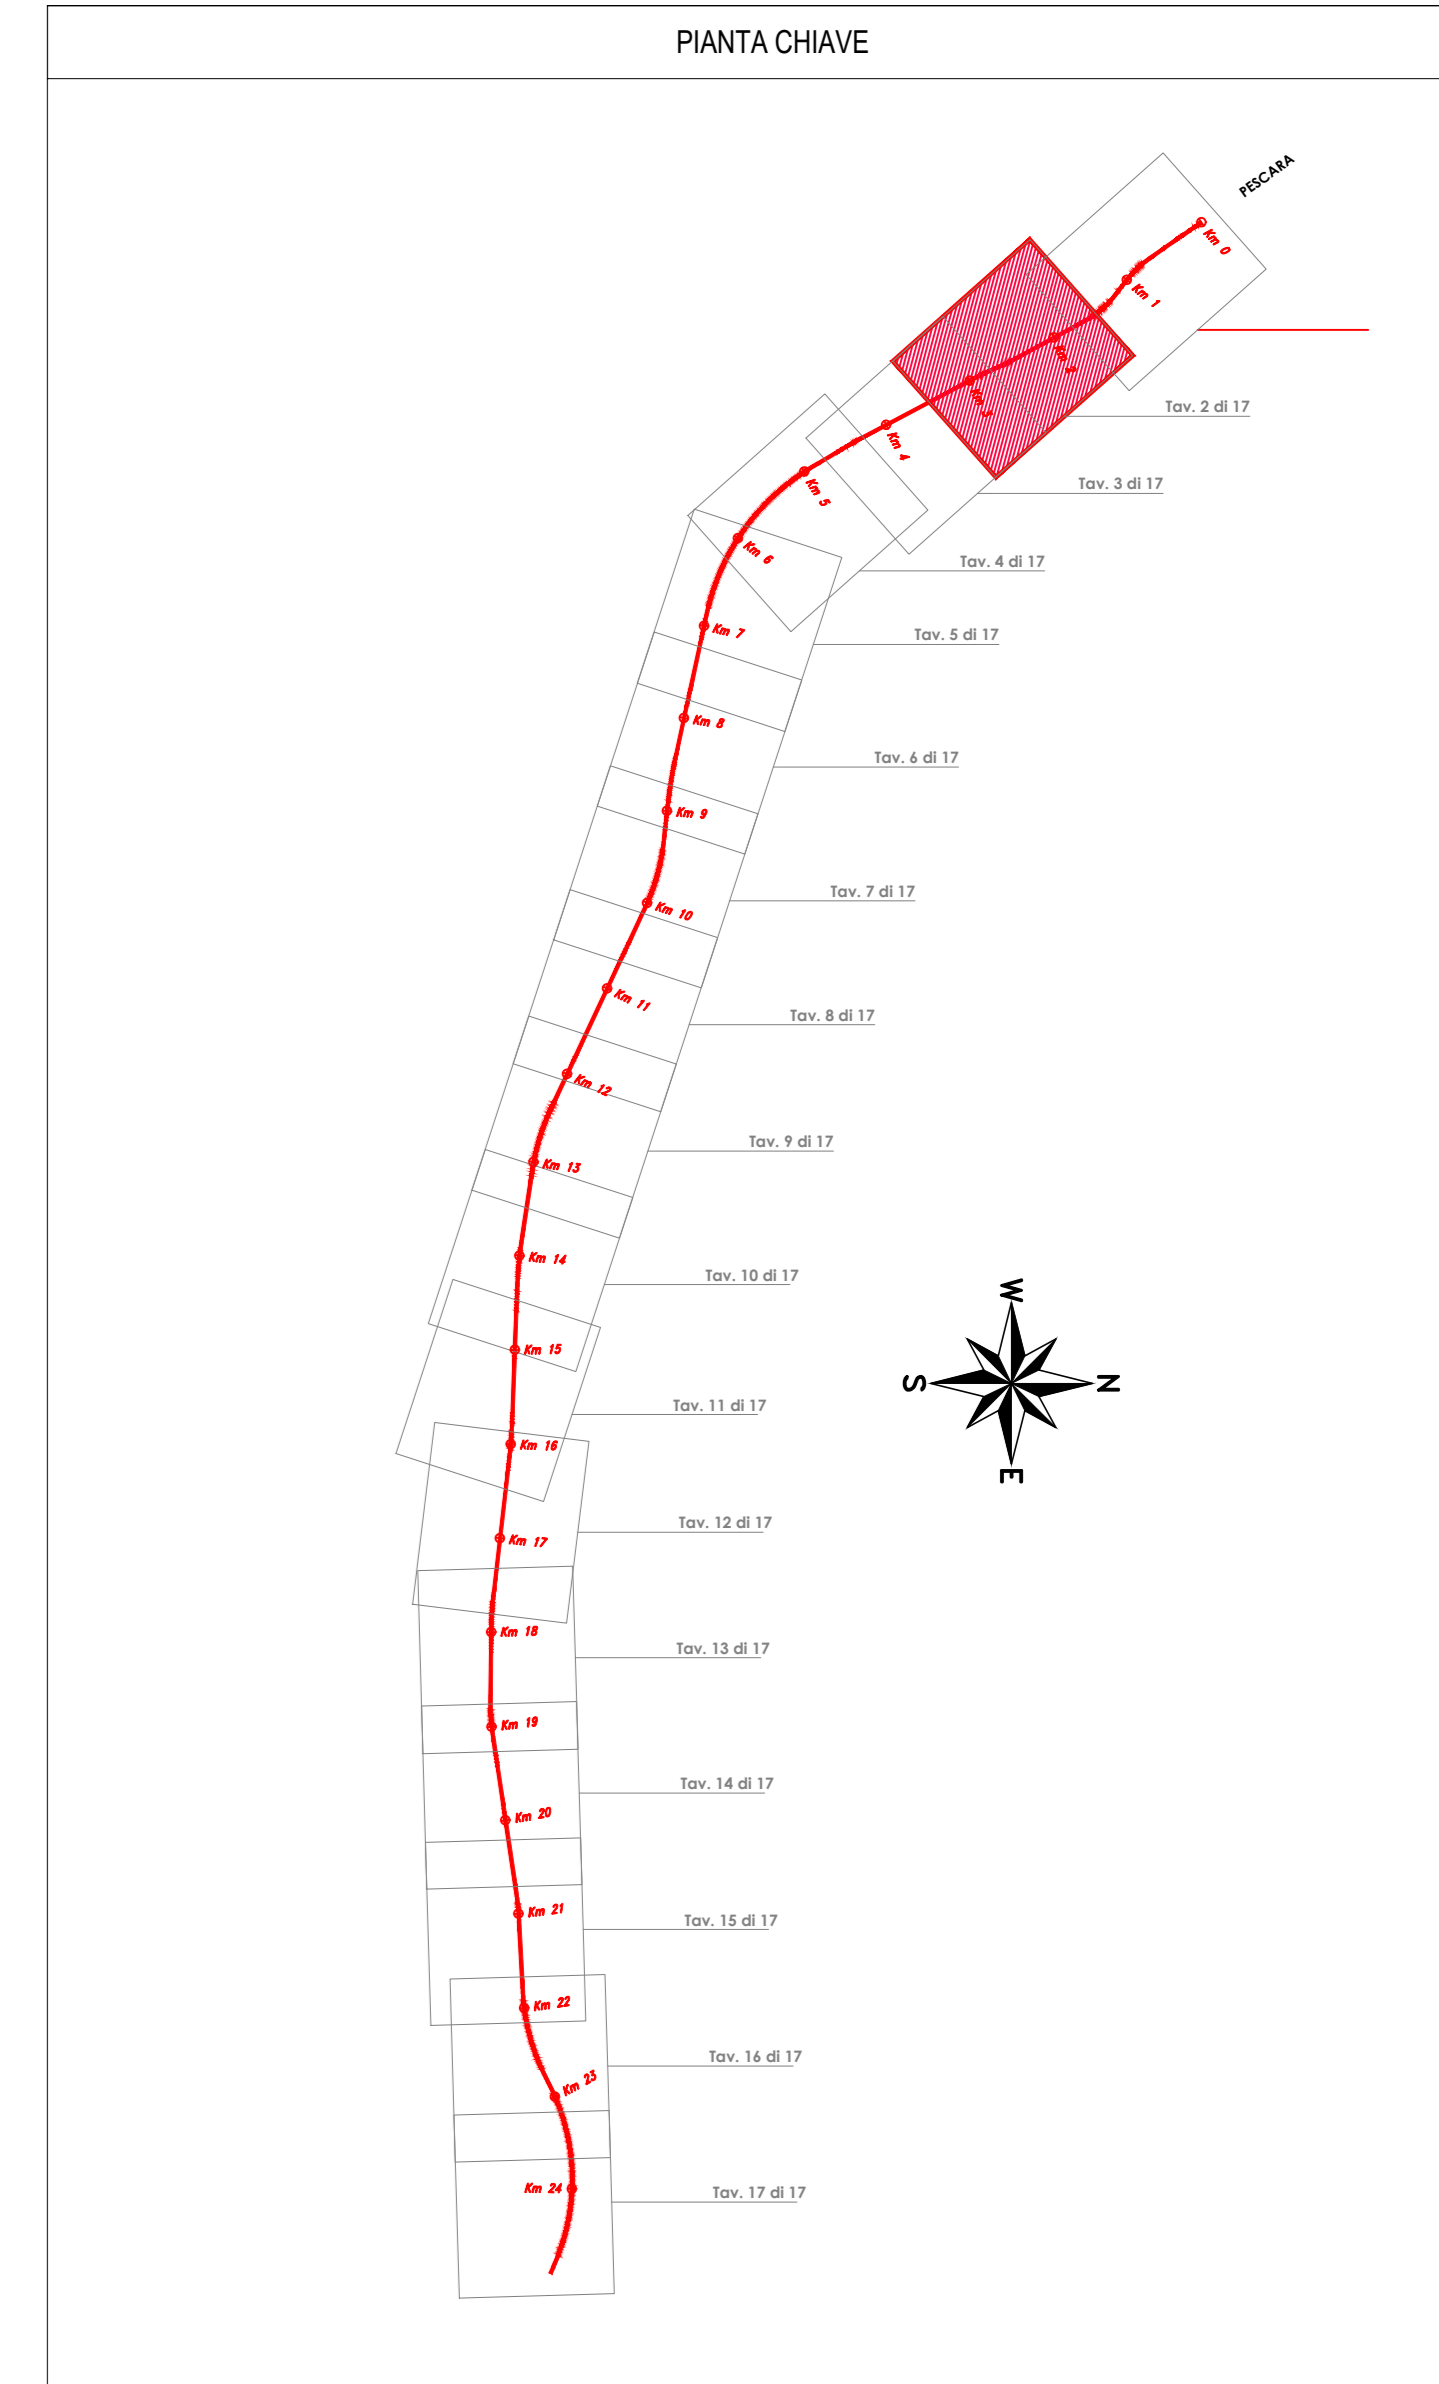 PIANTA CHIAVE
PESCARA
Km 0
Km 1
Km 2
Km 3
Tav. 2 di 17
Km 4
Km 5
Tav. 3 di 17
Km 6
Tav. 4 di 17
Km 7
Tav. 5 di 17
Km 8
Tav. 6 di 17
Km 9
Tav. 7 di 17
Km 10
Km 11
Tav. 8 di 17
Km 12
Tav. 9 di 17
Km 13
Km 14
Tav. 10 di 17
W
N
S
E
Km 15
Tav. 11 di 17
Km 16
Tav. 12 di 17
Km 17
Km 18
Tav. 13 di 17
Km 19
Tav. 14 di 17
Km 20
Km 21
Tav. 15 di 17
Km 22
Tav. 16 di 17
Km 23
Km 24
Tav. 17 di 17